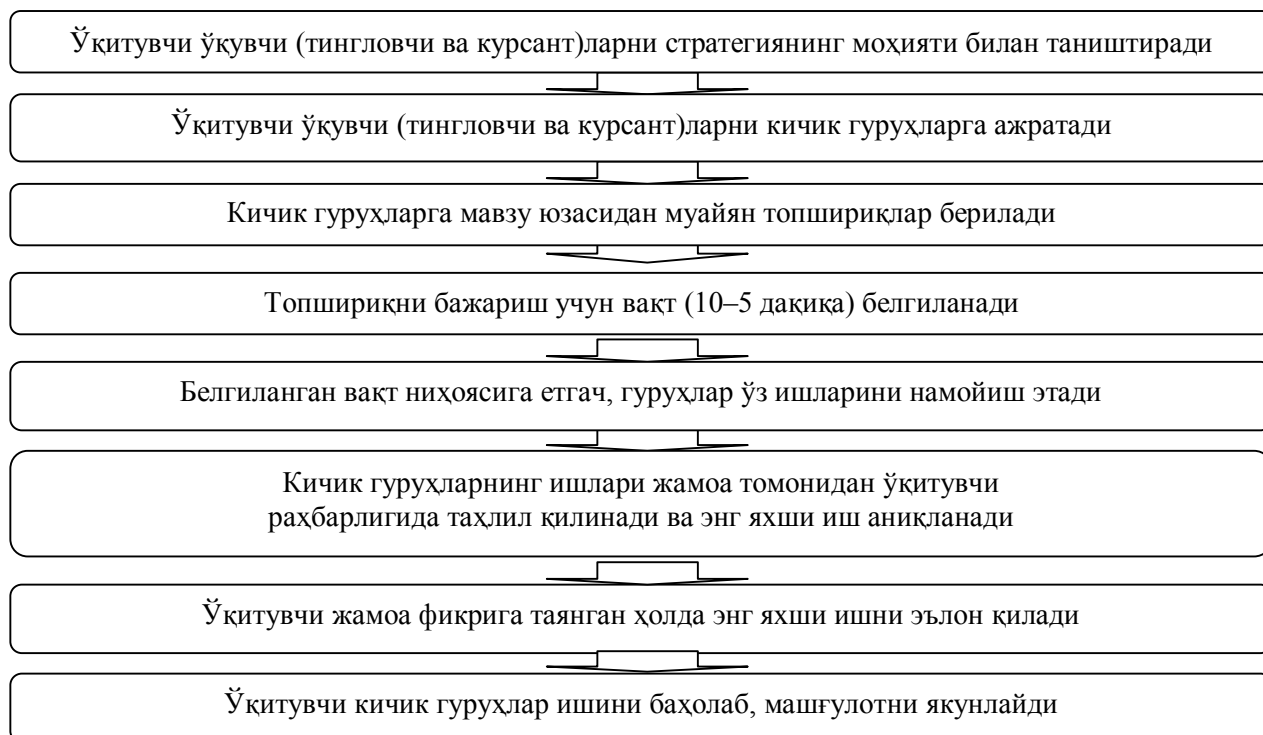 Ўқитувчи ўқувчи (тингловчи ва курсант)ларни стратегиянинг моҳияти билан таништиради
Ўқитувчи ўқувчи (тингловчи ва курсант)ларни кичик гуруҳларга ажратади
Кичик гуруҳларга мавзу юзасидан муайян топшириқлар берилади
Топшириқни бажариш учун вақт (10–5 дақиқа) белгиланади
Белгиланган вақт ниҳоясига етгач, гуруҳлар ўз ишларини намойиш этади
Кичик гуруҳларнинг ишлари жамоа томонидан ўқитувчи
раҳбарлигида таҳлил қилинади ва энг яхши иш аниқланади
Ўқитувчи жамоа фикрига таянган ҳолда энг яхши ишни эълон қилади
Ўқитувчи кичик гуруҳлар ишини баҳолаб, машғулотни якунлайди